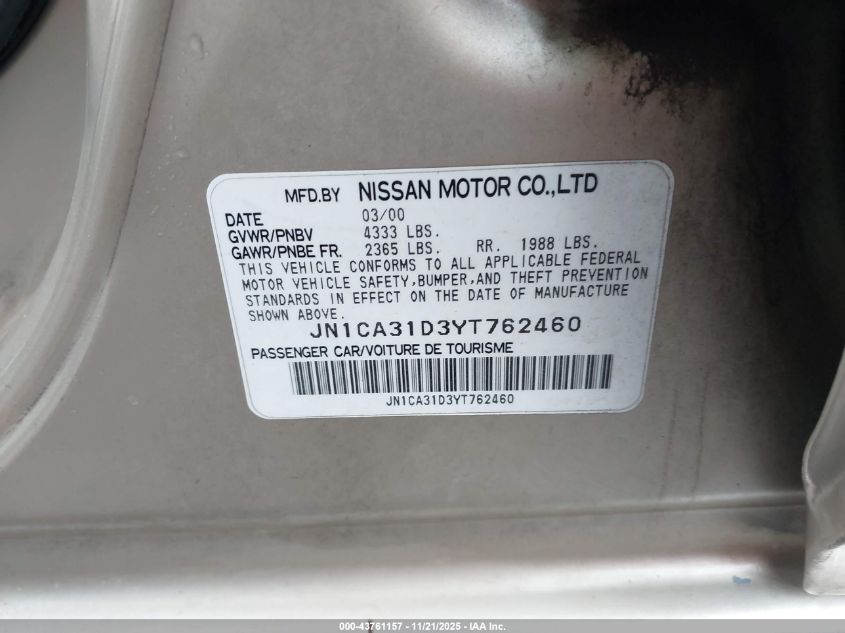 MFD.BY NISSAN MOTOR CO.,LTD
DATE 03/00
GVWR/PNBV 4333 LBS.
GAWR/PNBE FR. 2365 LBS. RR. 1988 LBS.
THIS VEHICLE CONFORMS TO ALL APPLICABLE FEDERAL
MOTOR VEHICLE SAFETY,BUMPER,AND THEFT PREVENTION
STANDARDS IN EFFECT ON THE DATE OF MANUFACTURE
SHOWN ABOVE.
JN1CA31D3YT762460
PASSENGER CAR/VOITURE DE TOURISME
JN1CA31D3YT762460
000-43761157 - 11/21/2025 - IAA Inc.